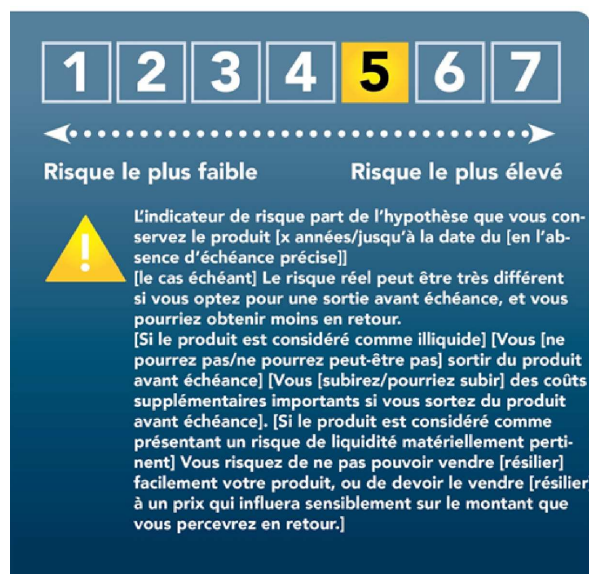 1 2 3 4 5 6 7
Risque le plus faible Risque le plus élevé
!
L'indicateur de risque part de l'hypothèse que vous con-
servez le produit [x années/jusqu'à la date du [en l'ab-
sence d'échéance précise]]
[le cas échéant] Le risque réel peut être très différent
si vous optez pour une sortie avant échéance, et vous
pourriez obtenir moins en retour.
[Si le produit est considéré comme illiquide] [Vous [ne
pourrez pas/ne pourrez peut-être pas] sortir du produit
avant échéance] [Vous [subirez/pourriez subir] des coûts
supplémentaires importants si vous sortez du produit
avant échéance]. [Si le produit est considéré comme
présentant un risque de liquidité matériellement perti-
nent] Vous risquez de ne pas pouvoir vendre [résilier]
facilement votre produit, ou de devoir le vendre [résilier
à un prix qui influera sensiblement sur le montant que
vous percevrez en retour.]